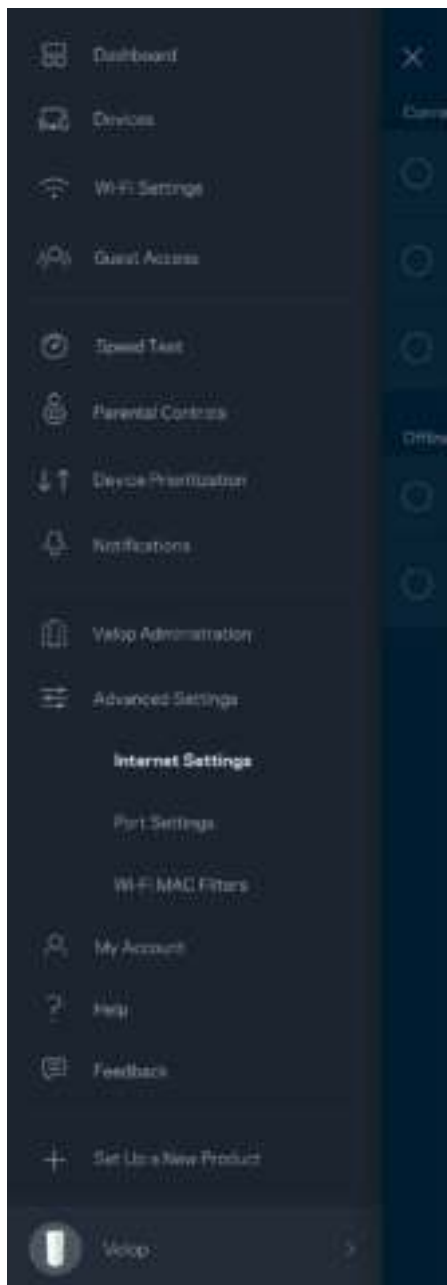 Dashboard
Devices
Wi-Fi Settings
Guest Access
Speed Test
Parental Controls
Device Prioritization
Notifications
Velop Administration
Advanced Settings
Internet Settings
Port Settings
Wi-Fi MAC Filters
My Account
Help
Feedback
Set Up a New Product
Velop
Offline